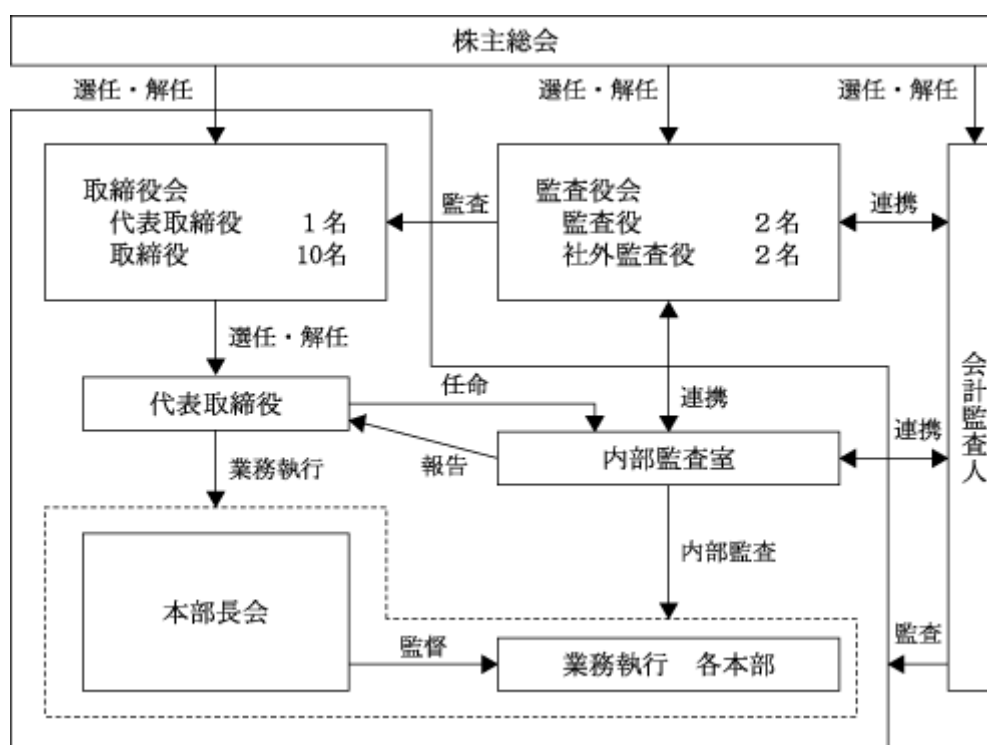 株主総会
選任・解任
選任・解任
選任・解任
取締役会
代表取締役 1名
取締役 10名
監査
監査役会
監査役 2名
社外監査役 2名
連携
選任・解任
代表取締役
任命
連携
会計監査人
報告
内部監査室
連携
業務執行
内部監査
本部長会
監督
業務執行 各本部
監査